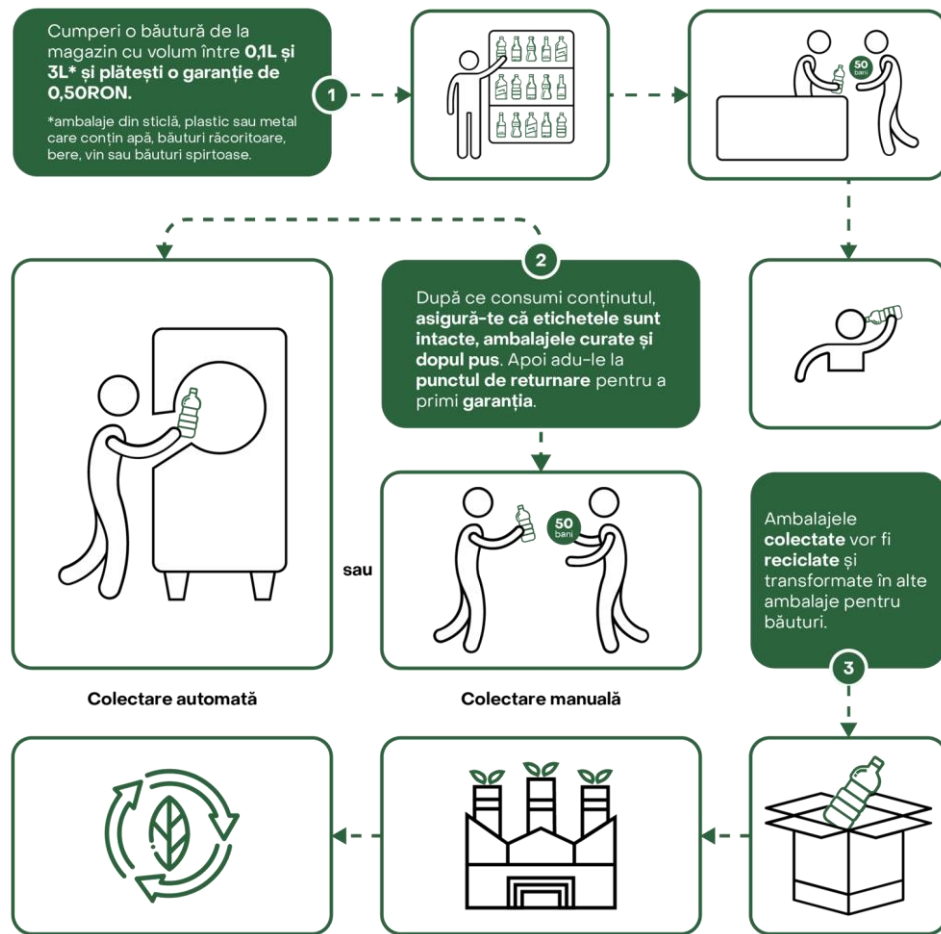 Cumperi o băutură de la
magazin cu volum între 0,1L și
3L* și plătești o garanție de
0,50RON.
*ambalaje din sticlă, plastic sau metal
care conțin apă, băuturi răcoritoare,
bere, vin sau băuturi spirtoase.
1
50
bani
2
După ce consumi conținutul,
asigură-te că etichetele sunt
intacte, ambalajele curate și
dopul pus. Apoi adu-le la
punctul de returnare pentru a
primi garanția.
sau
50
bani
Colectare automată
Colectare manuală
Ambalajele
colectate vor fi
reciclate și
transformate în alte
ambalaje pentru
băuturi.
3